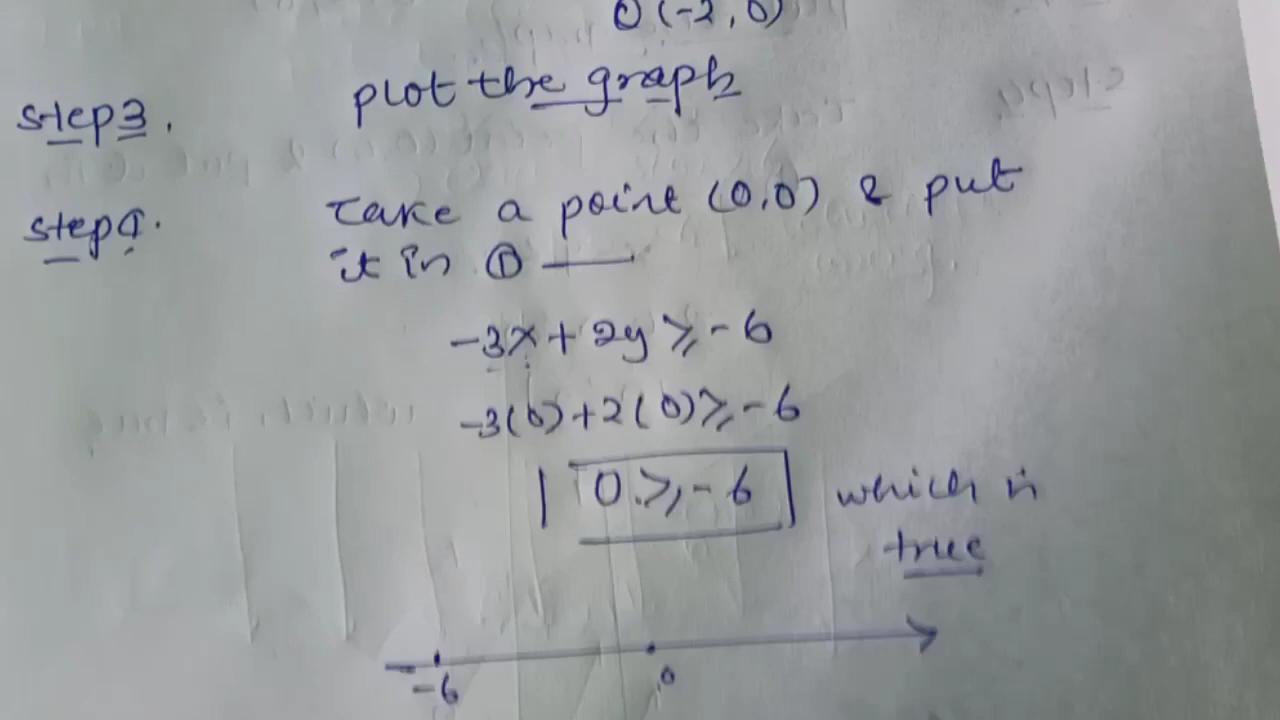 (-2, 0)
step3. plot the graph
step4. Take a point (0,0) & put
it in ①
-3x + 2y ≥ -6
-3(0)+2(0) ≥ -6
0 ≥ -6 which is
true
-6 0